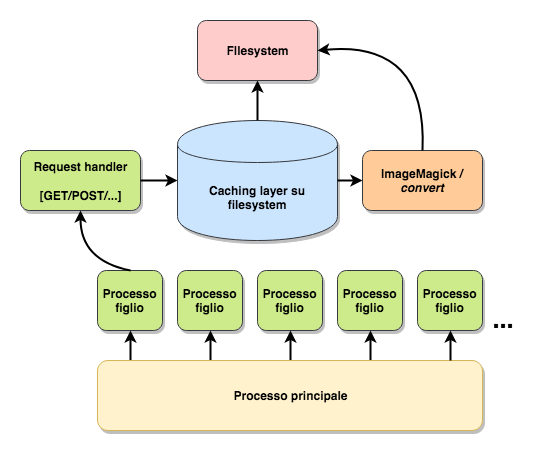 FIlesystem
Request handler
[GET/POST/...]
Caching layer su
filesystem
ImageMagick /
convert
Processo
figlio
Processo
figlio
Processo
figlio
Processo
figlio
Processo
figlio
...
Processo principale